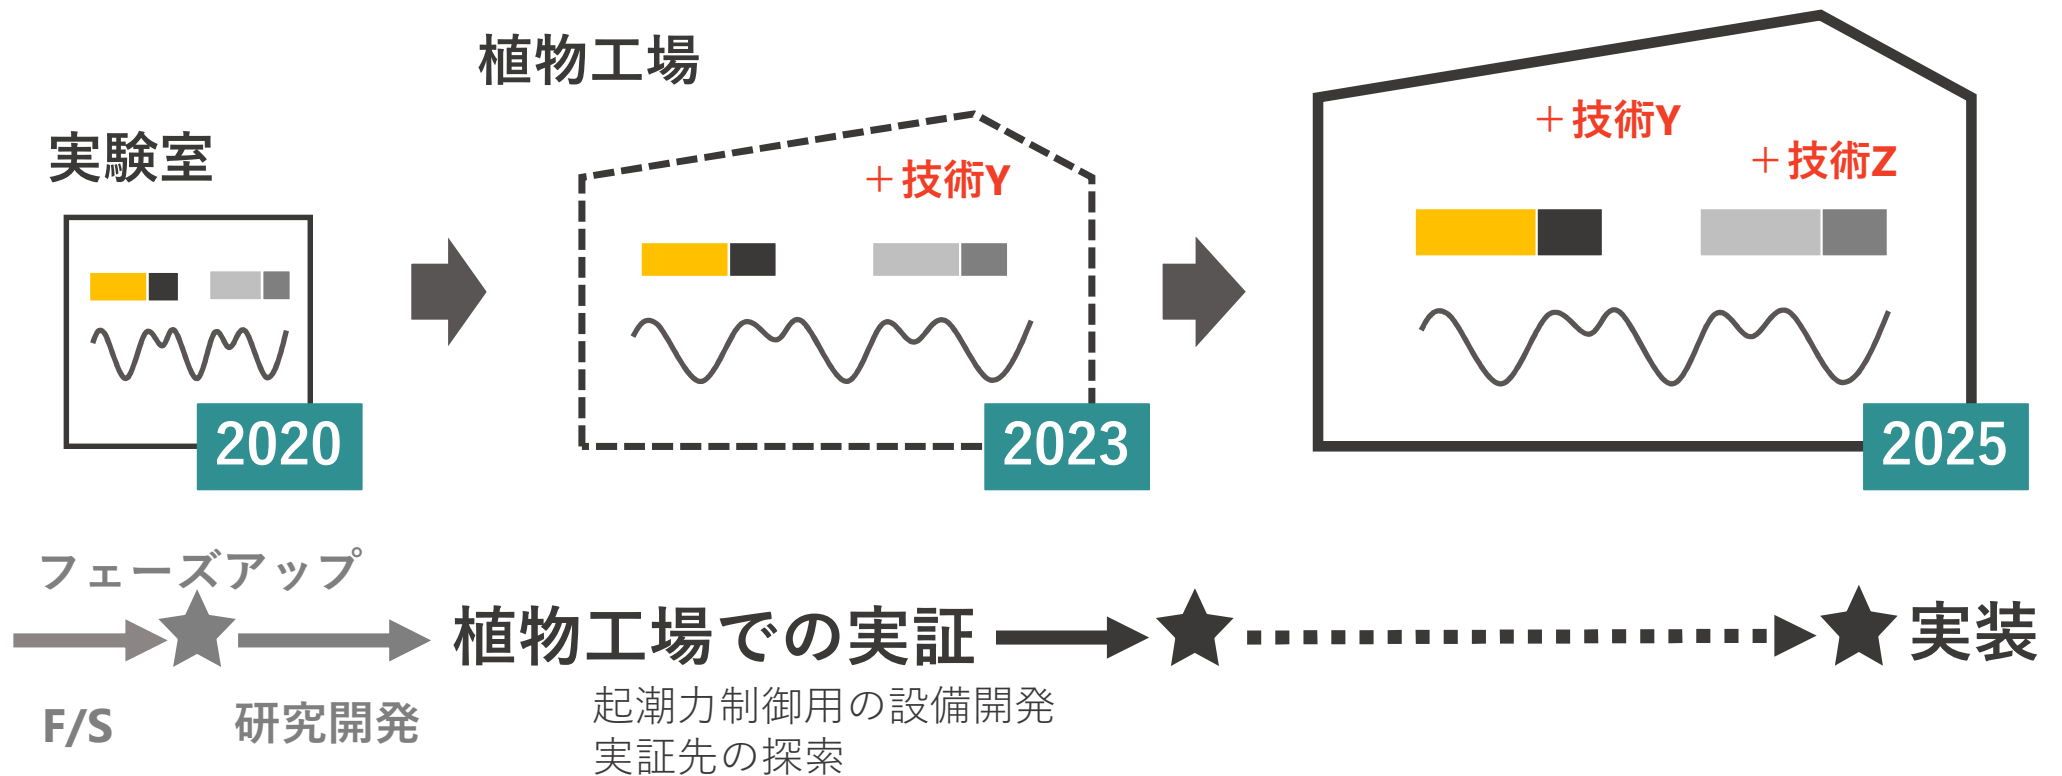 実験室
植物工場
＋技術Y
＋技術Y
＋技術Z
2020
2023
2025
フェーズアップ
植物工場での実証
実装
F/S
研究開発
起潮力制御用の設備開発
実証先の探索